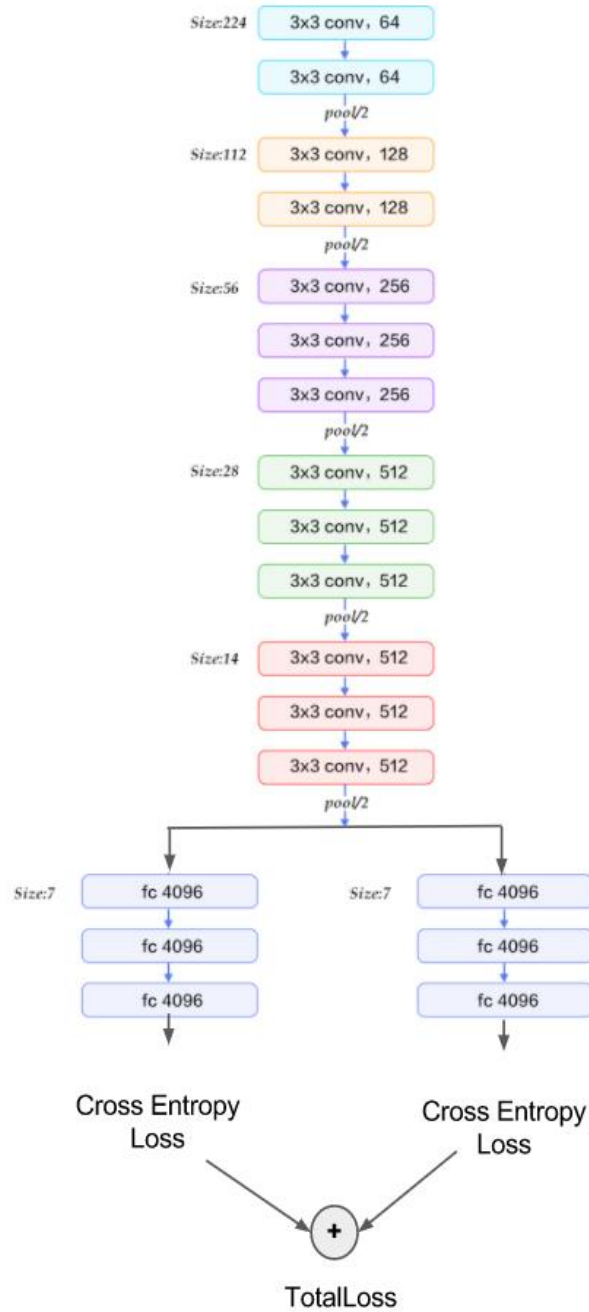 Size:224
3x3 conv, 64
3x3 conv, 64
pool/2
Size:112
3x3 conv, 128
3x3 conv, 128
pool/2
Size:56
3x3 conv, 256
3x3 conv, 256
3x3 conv, 256
pool/2
Size:28
3x3 conv, 512
3x3 conv, 512
3x3 conv, 512
pool/2
Size:14
3x3 conv, 512
3x3 conv, 512
3x3 conv, 512
pool/2
Size:7
fc 4096
fc 4096
fc 4096
Cross Entropy
Loss
Size:7
fc 4096
fc 4096
fc 4096
Cross Entropy
Loss
+
TotalLoss